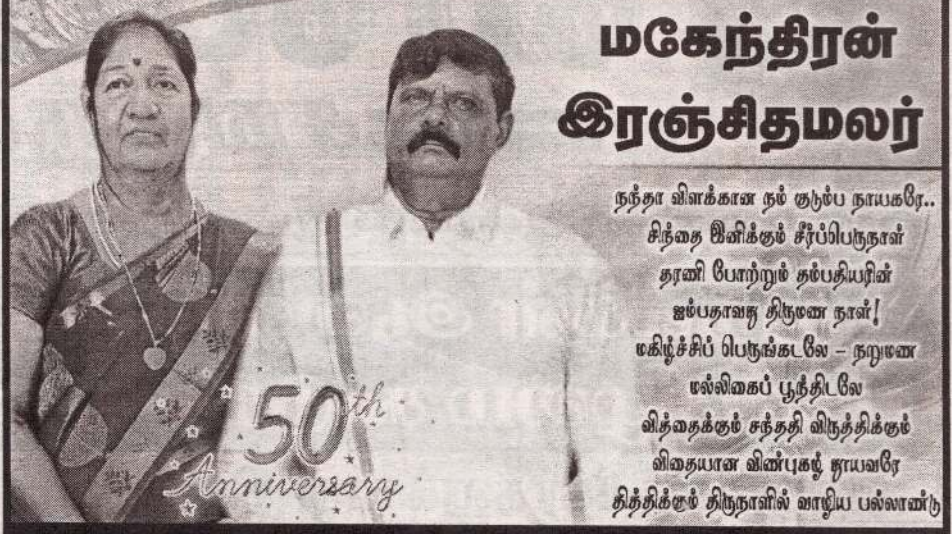 மகேந்திரன்
இரஞ்சிதமலர்
நந்தா விளக்கான நம் குடும்ப நாயகரே..
சிந்தை இனிக்கும் சீர்ப்பெருநாள்
தரணி போற்றும் தம்பதியரின்
ஐம்பதாவது திருமண நாள்!
மகிழ்ச்சிப் பெருங்கடலே – நறுமண
மல்லிகைப் பூந்திடலே
வித்தைக்கும் சந்ததி விருத்திக்கும்
விதையான விண்புகழ் தூயவரே
தித்திக்கும் திருநாளில் வாழிய பல்லாண்டு
50th
Anniversary